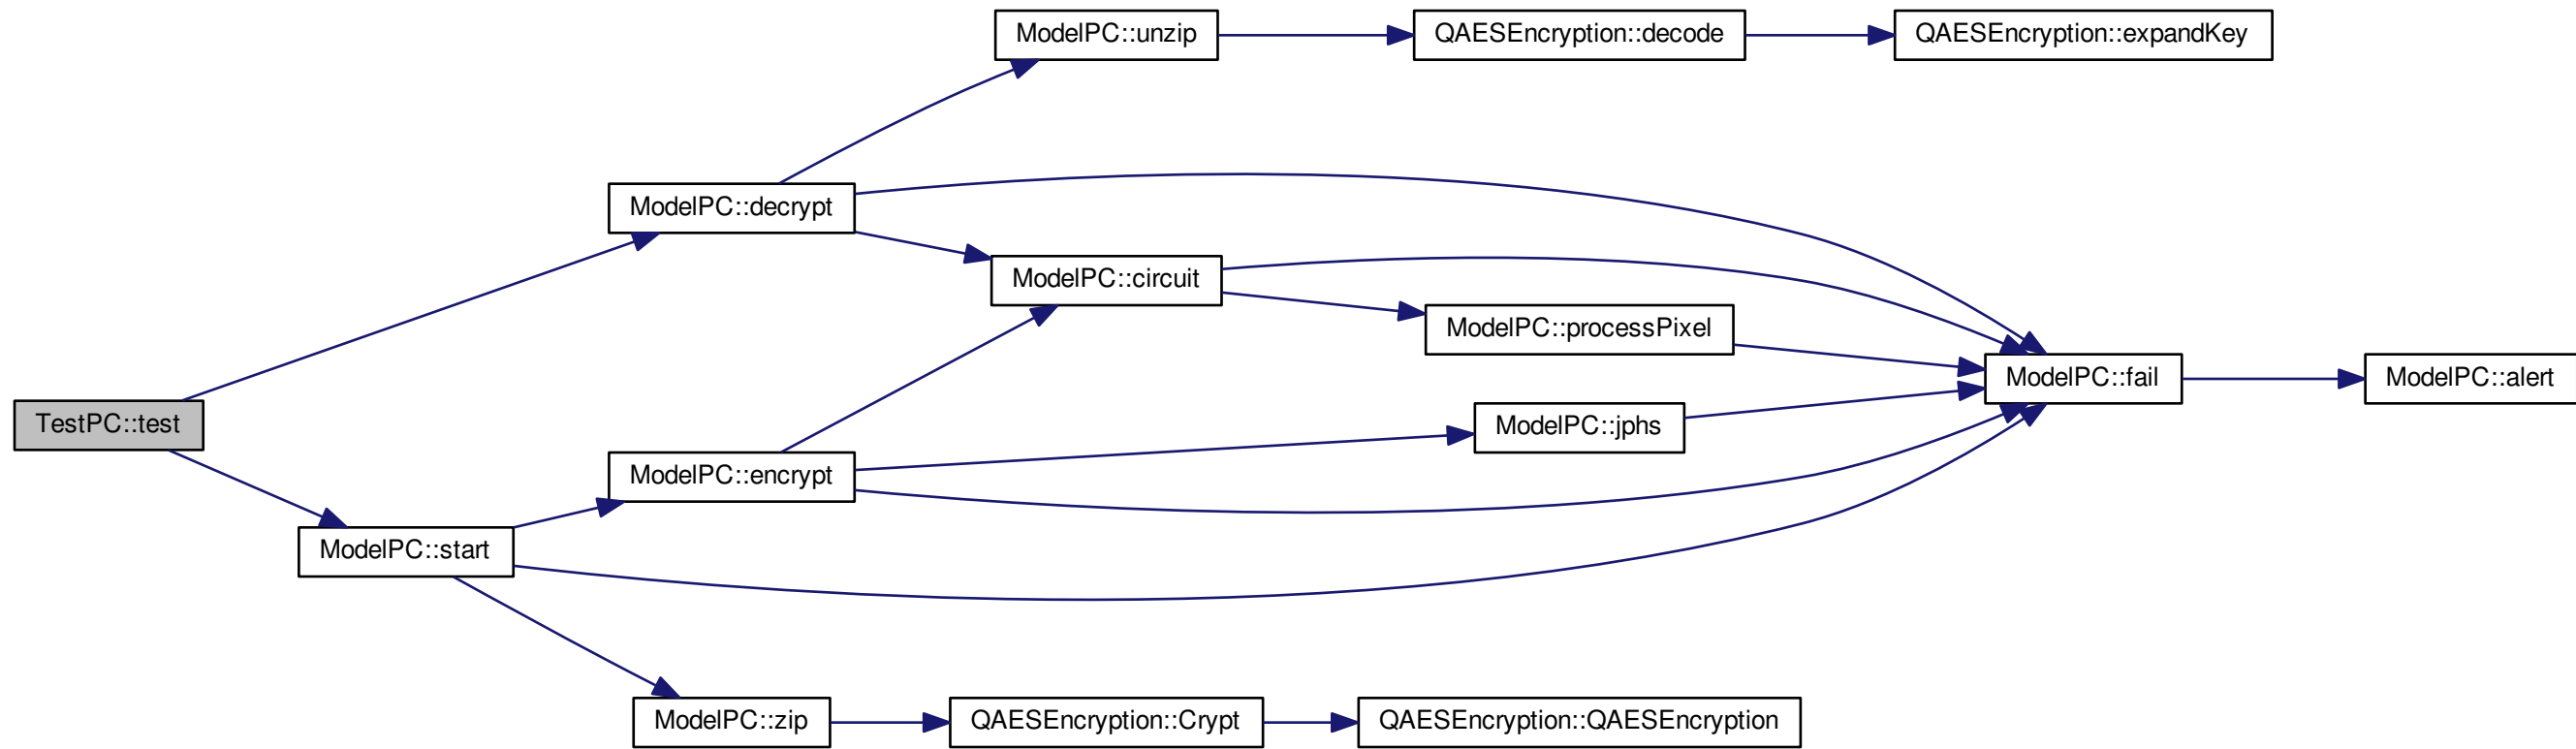 ModelPC::unzip
QAESEncryption::decode
QAESEncryption::expandKey
ModelPC::decrypt
ModelPC::circuit
ModelPC::processPixel
ModelPC::fail
ModelPC::alert
TestPC::test
ModelPC::jphs
ModelPC::encrypt
ModelPC::start
ModelPC::zip
QAESEncryption::Crypt
QAESEncryption::QAESEncryption